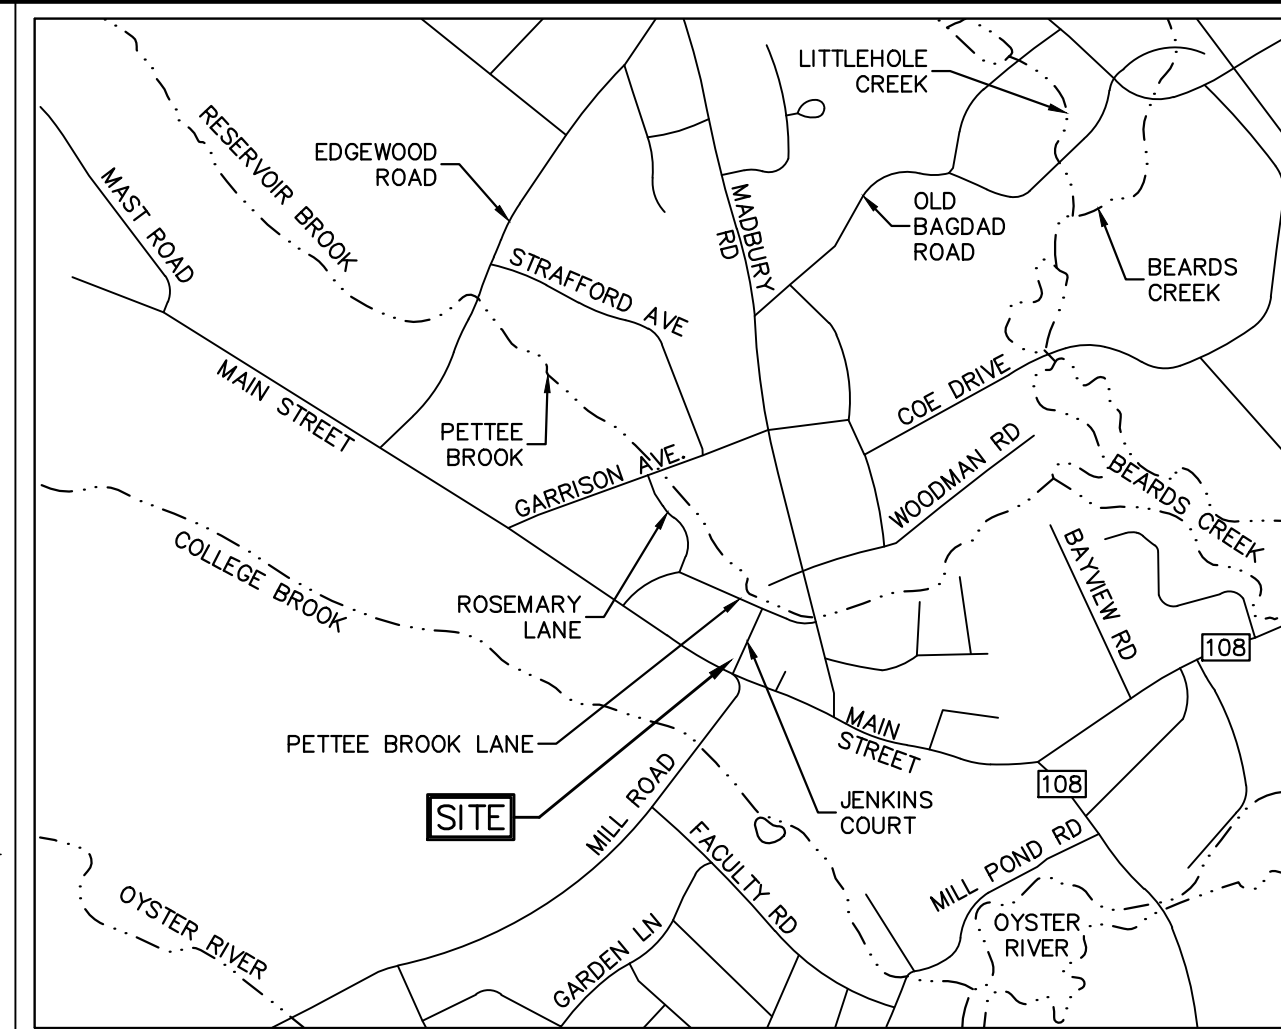 LITTLEHOLE
CREEK
RESERVOIR BROOK
EDGEWOOD
ROAD
MAST ROAD
MADBURY
RD
OLD
BAGDAD
ROAD
BEARDS
CREEK
STRAFFORD AVE
MAIN STREET
COE DRIVE
PETTEE
BROOK
GARRISON AVE.
WOODMAN RD
BEARDS CREEK
COLLEGE BROOK
BAYVIEW RD
ROSEMARY
LANE
108
PETTEE BROOK LANE
MAIN
STREET
108
SITE
MILL ROAD
JENKINS
COURT
FACULTY RD
MILL POND RD
OYSTER RIVER
GARDEN LN
OYSTER
RIVER